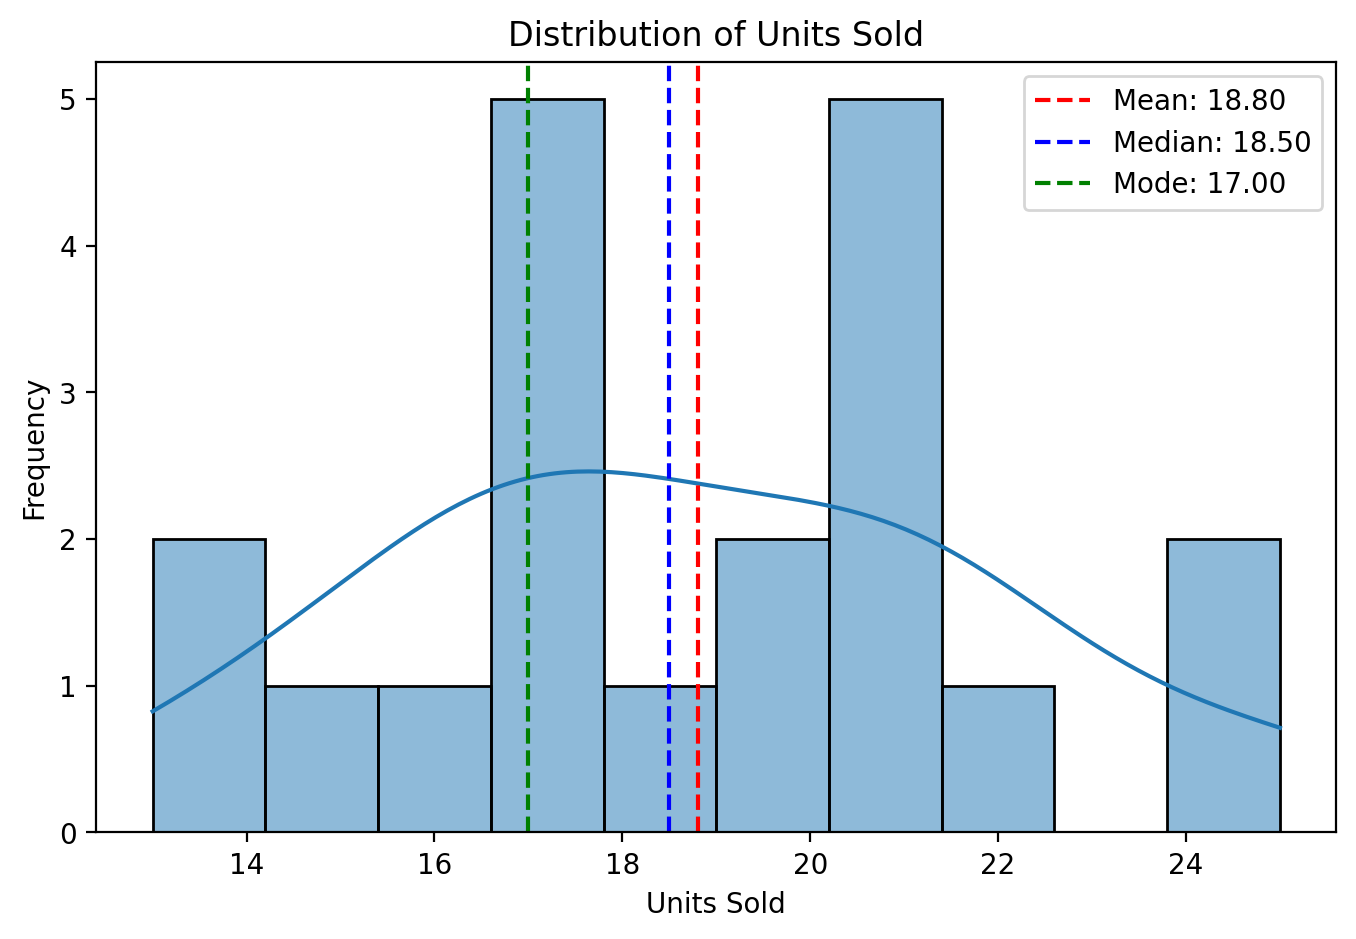 Distribution of Units Sold
Mean: 18.80
Median: 18.50
Mode: 17.00
Frequency
5
4
3
2
1
0
14 16 18 20 22 24
Units Sold